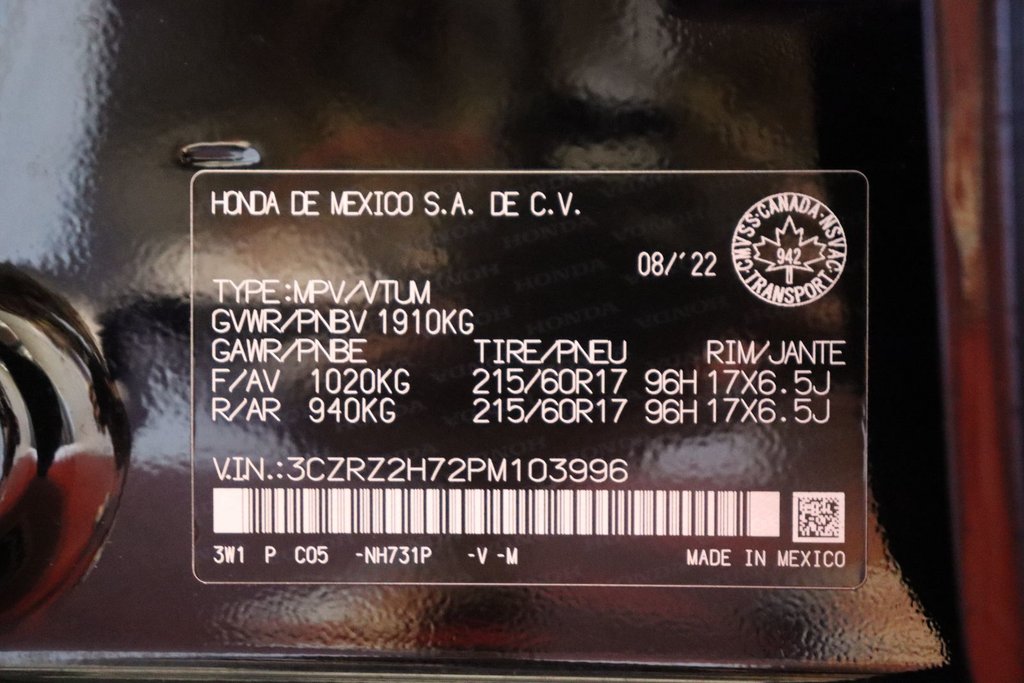 HONDA DE MEXICO S.A. DE C.V.
CMVSS·CANADA·NSVAC
942
TRANSPORT
08/'22
TYPE:MPV/VTUM
GVWR/PNBV 1910KG
GAWR/PNBE TIRE/PNEU RIM/JANTE
F/AV 1020KG 215/60R17 96H 17X6.5J
R/AR 940KG 215/60R17 96H 17X6.5J
V.I.N.:3CZRZ2H72PM103996
3W1 P C05 -NH731P -V -M MADE IN MEXICO